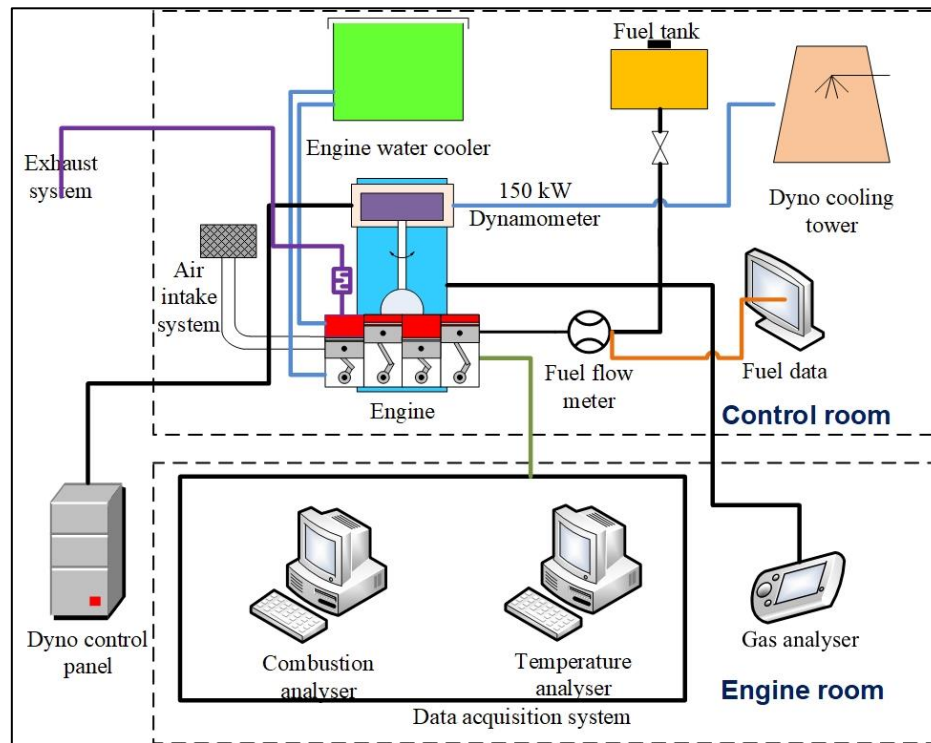 Fuel tank
Engine water cooler
Exhaust
system
150 kW
Dynamometer
Dyno cooling
tower
Air
intake
system
Fuel flow
meter
Fuel data
Engine
Control room
Dyno control
panel
Combustion
analyser
Temperature
analyser
Gas analyser
Data acquisition system
Engine room